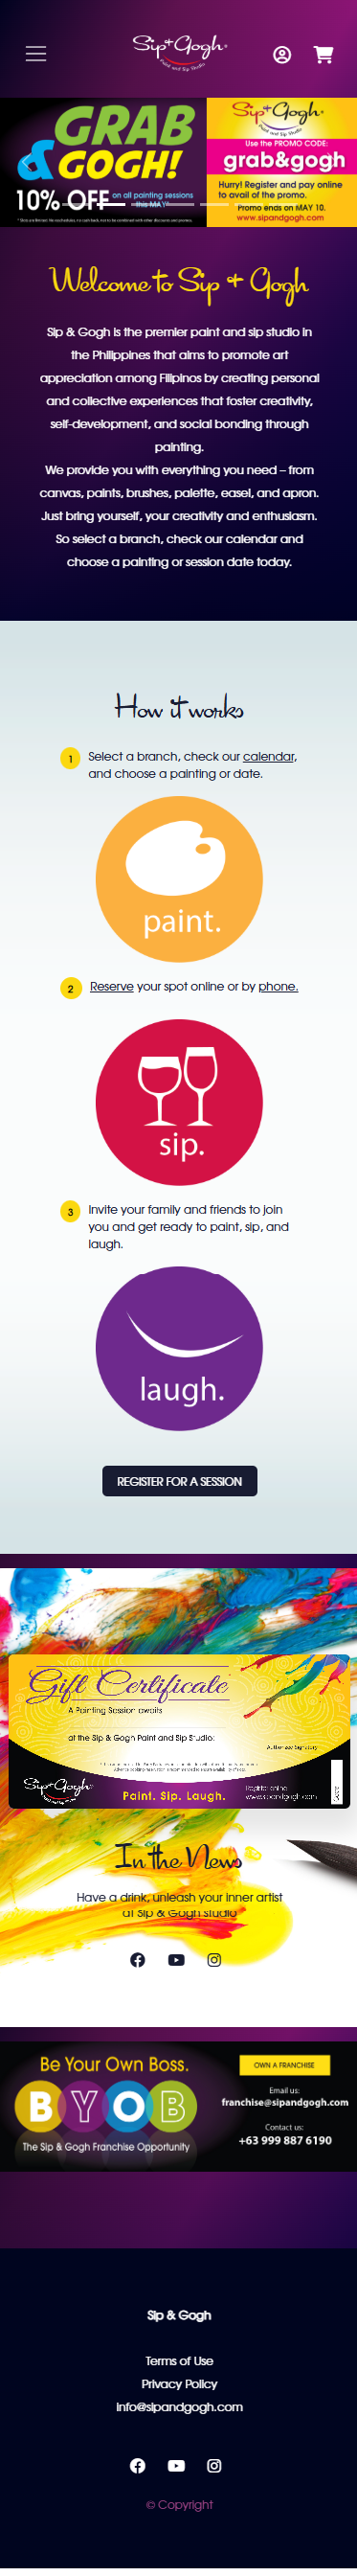 Sip+Gogh
Paint and Sip Studio
GRAB
& GOGH!
10% OFF on all painting sessions
this MAY*
Sip+Gogh
Paint and Sip Studio
Use the PROMO CODE:
grab&gogh
Hurry! Register and pay online
to avail of the promo.
Promo ends on MAY 10.
www.sipandgogh.com
Welcome to Sip + Gogh
Sip & Gogh is the premier paint and sip studio in
the Philippines that aims to promote art
appreciation among Filipinos by creating personal
and collective experiences that foster creativity,
self-development, and social bonding through
painting.
We provide you with everything you need – from
canvas, paints, brushes, palette, easel, and apron.
Just bring yourself, your creativity and enthusiasm.
So select a branch, check our calendar and
choose a painting or session date today.
How it works
1 Select a branch, check our calendar,
and choose a painting or date.
paint.
2 Reserve your spot online or by phone.
sip.
3 Invite your family and friends to join
you and get ready to paint, sip, and
laugh.
laugh.
REGISTER FOR A SESSION
Gift Certificate
A Painting Session awaits
at the Sip & Gogh Paint and Sip Studio:
Authorized Signatory
Sip+Gogh
Paint. Sip. Laugh.
Register online
www.sipandgogh.com
In the News
Have a drink, unleash your inner artist
at Sip & Gogh studio
Be Your Own Boss.
BYOB
The Sip & Gogh Franchise Opportunity
OWN A FRANCHISE
Email us:
franchise@sipandgogh.com
Contact us:
+63 999 887 6190
Sip & Gogh
Terms of Use
Privacy Policy
info@sipandgogh.com
© Copyright